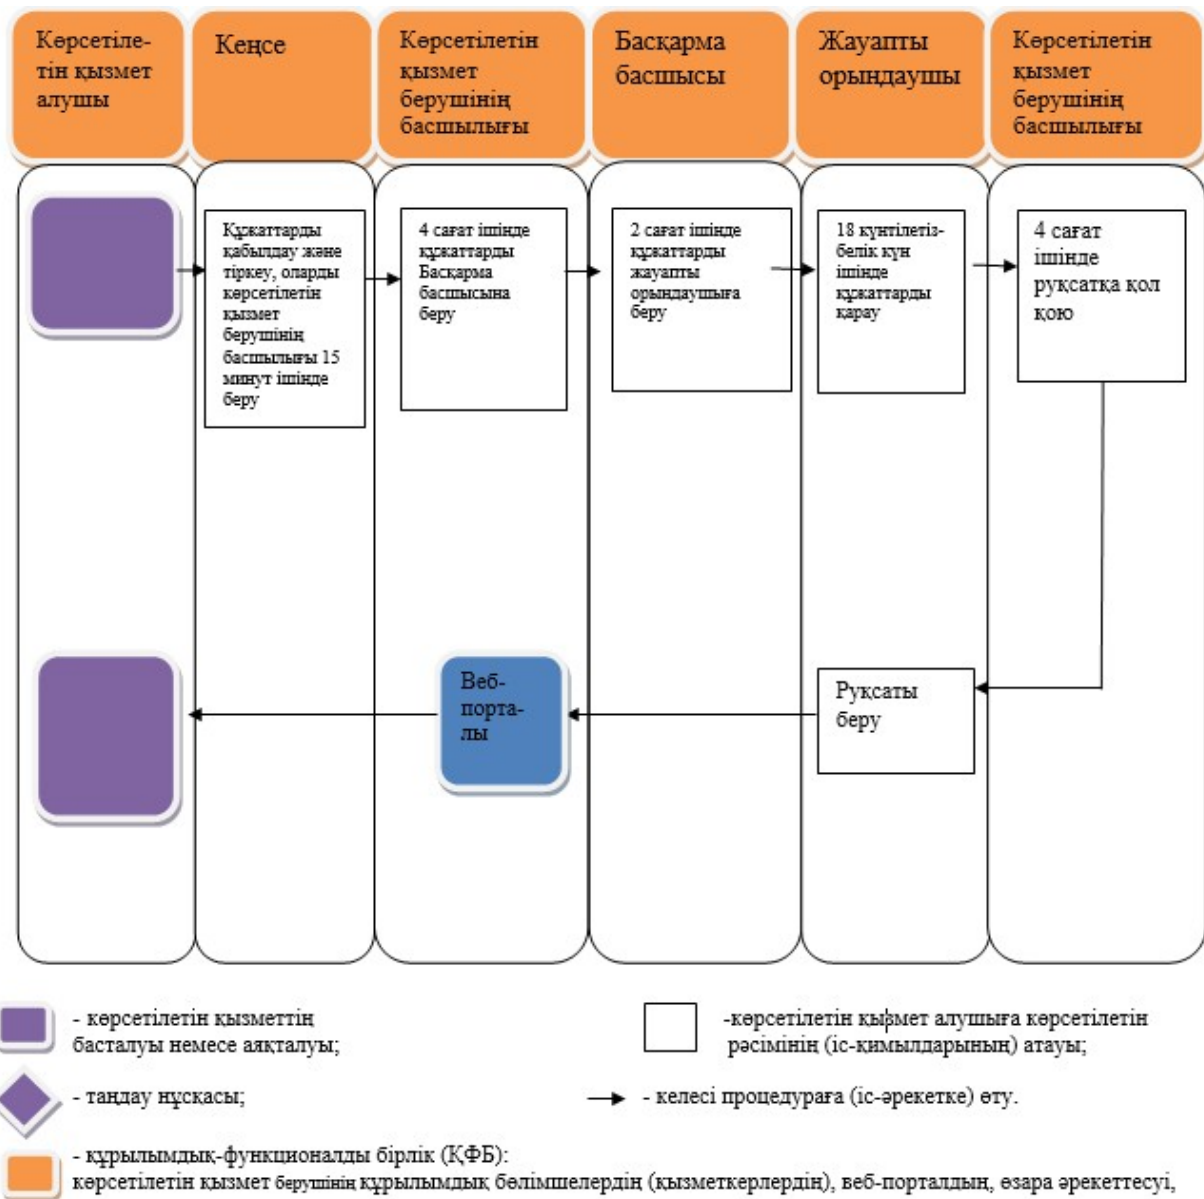 Көрсетіле-
тін қызмет
алушы
Кеңсе
Көрсетілетін
қызмет
берушінің
басшылығы
Басқарма
басшысы
Жауапты
орындаушы
Көрсетілетін
қызмет
берушінің
басшылығы
Құжаттарды
қабылдау және
тіркеу, оларды
көрсетілетін
қызмет
берушінің
басшылығы 15
минут ішінде
беру
4 сағат ішінде
құжаттарды
Басқарма
басшысына
беру
2 сағат ішінде
құжаттарды
жауапты
орындаушыға
беру
18 күнтілетіз-
белік күн
ішінде
құжаттарды
қарау
4 сағат
ішінде
руқсатқа қол
қою
Веб-
порта-
лы
Руқсаты
беру
- көрсетілетін қызметтің
басталуы немесе аяқталуы;
-көрсетілетін қызмет алушыға көрсетілетін
рәсімінің (іс-қимылдарының) атауы;
- таңдау нұсқасы;
- келесі процедураға (іс-әрекетке) өту.
- құрылымдық-функционалды бірлік (ҚФБ):
көрсетілетін қызмет берушінің құрылымдық бөлімшелердің (қызметкерлердің), веб-порталдың, өзара әрекеттесуі,